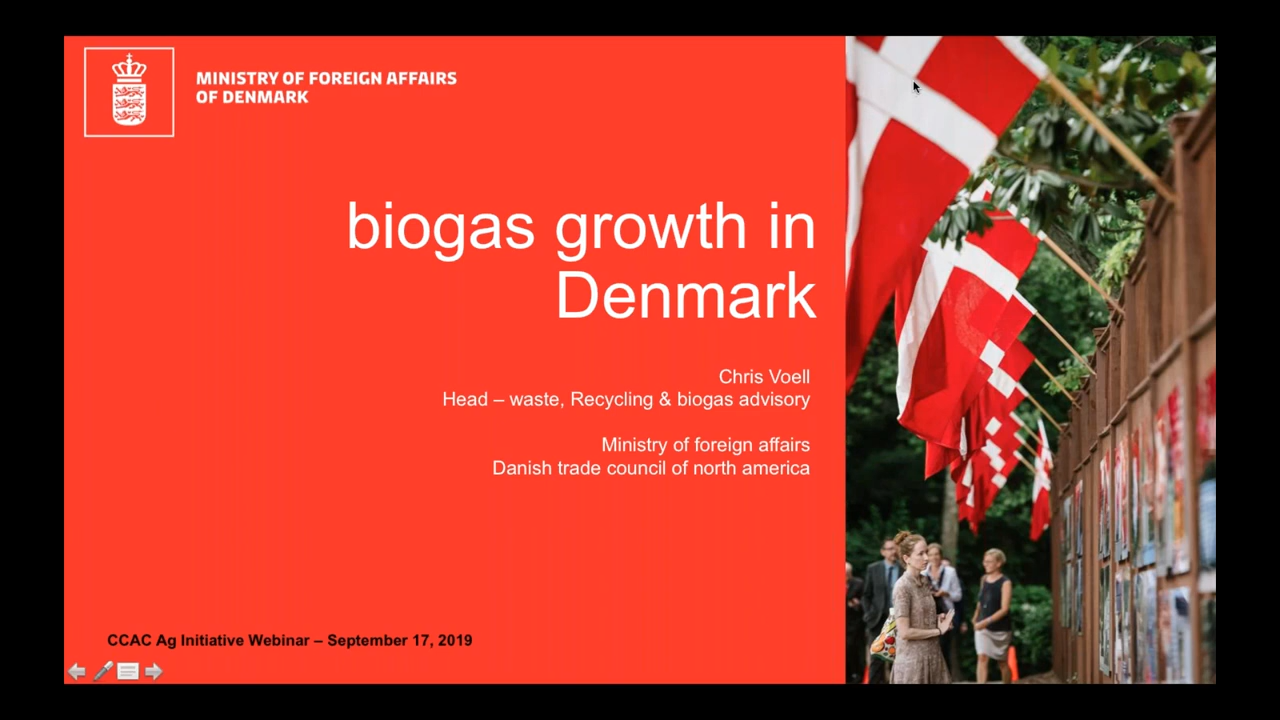 MINISTRY OF FOREIGN AFFAIRS
OF DENMARK
biogas growth in
Denmark
Chris Voell
Head – waste, Recycling & biogas advisory
Ministry of foreign affairs
Danish trade council of north america
CCAC Ag Initiative Webinar – September 17, 2019